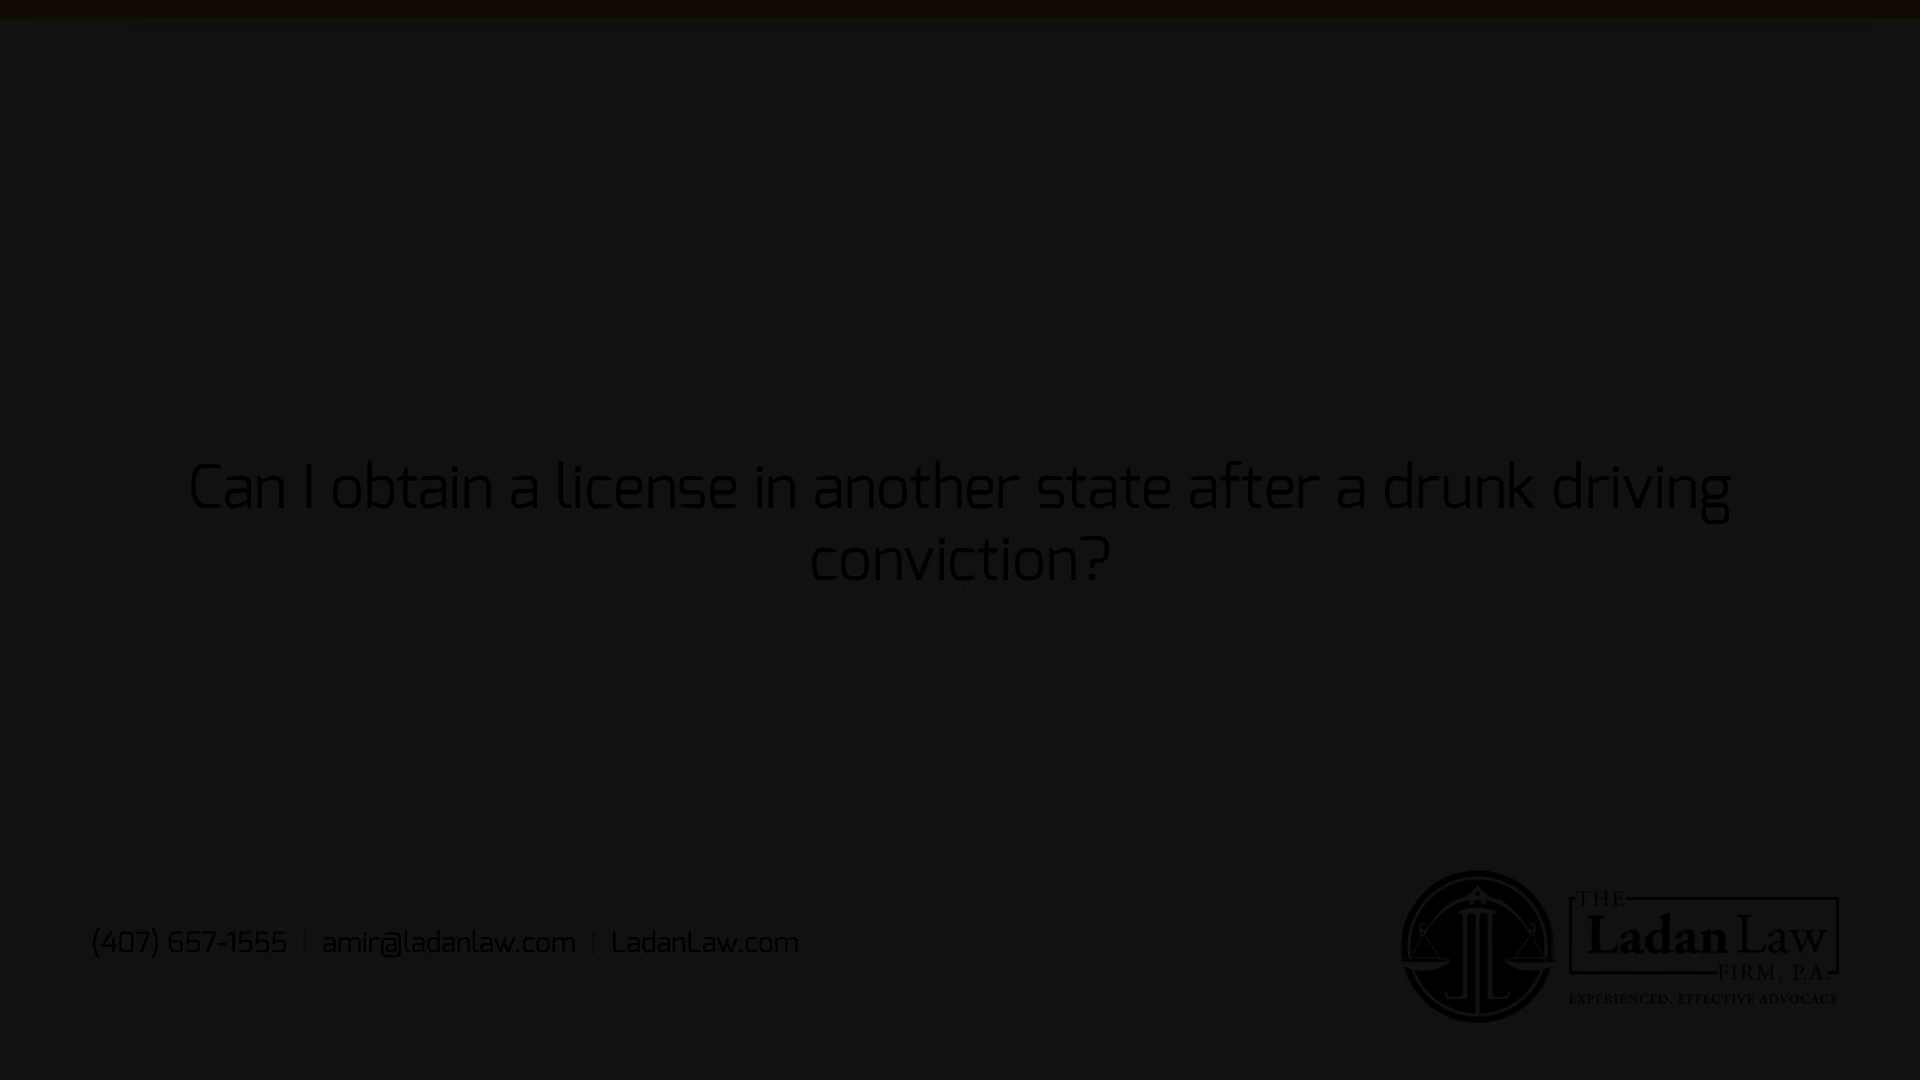 Can I obtain a license in another state after a drunk driving
conviction?
(407) 657-1555 | amir@ladanlaw.com | LadanLaw.com
THE
Ladan Law
FIRM, P.A.
EXPERIENCED, EFFECTIVE ADVOCACY